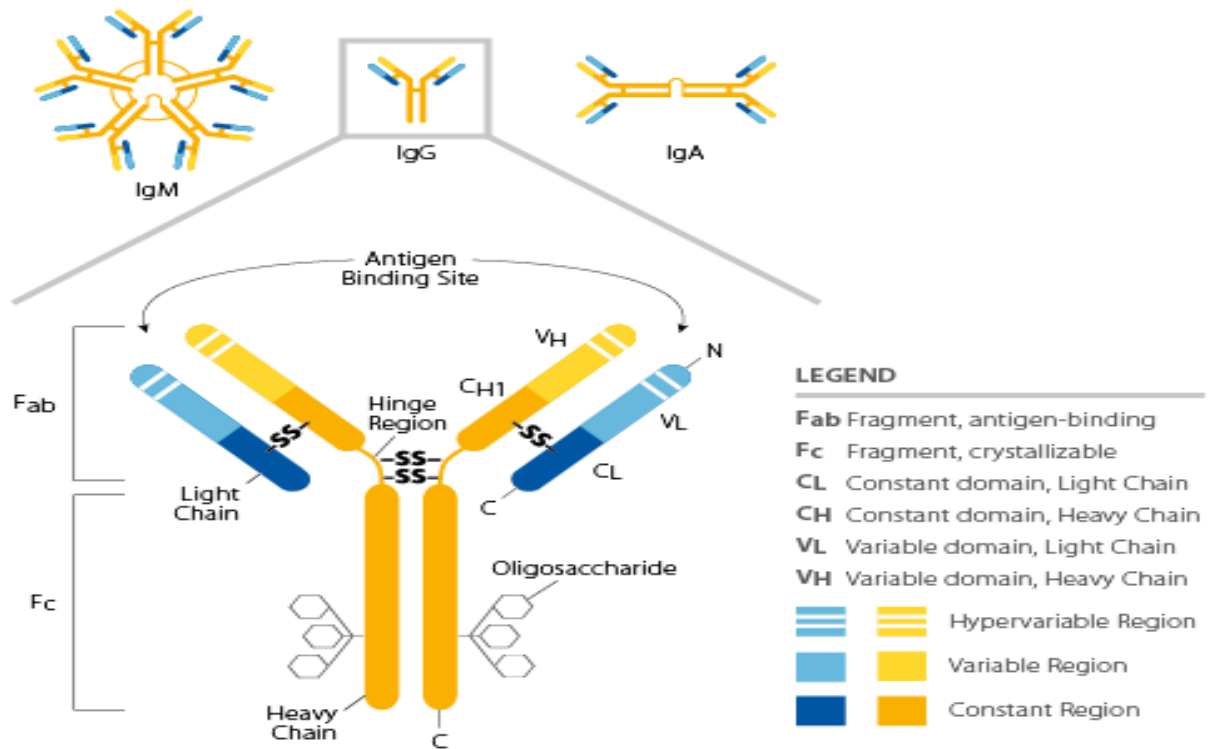 IgM
IgG
IgA
Antigen
Binding Site
Fab
Fc
VH
N
CH1
Hinge
Region
VL
-SS-
-SS-
-SS-
-SS-
CL
Light
Chain
C
Oligosaccharide
Heavy
Chain
C
LEGEND
Fab Fragment, antigen-binding
Fc Fragment, crystallizable
CL Constant domain, Light Chain
CH Constant domain, Heavy Chain
VL Variable domain, Light Chain
VH Variable domain, Heavy Chain
Hypervariable Region
Variable Region
Constant Region